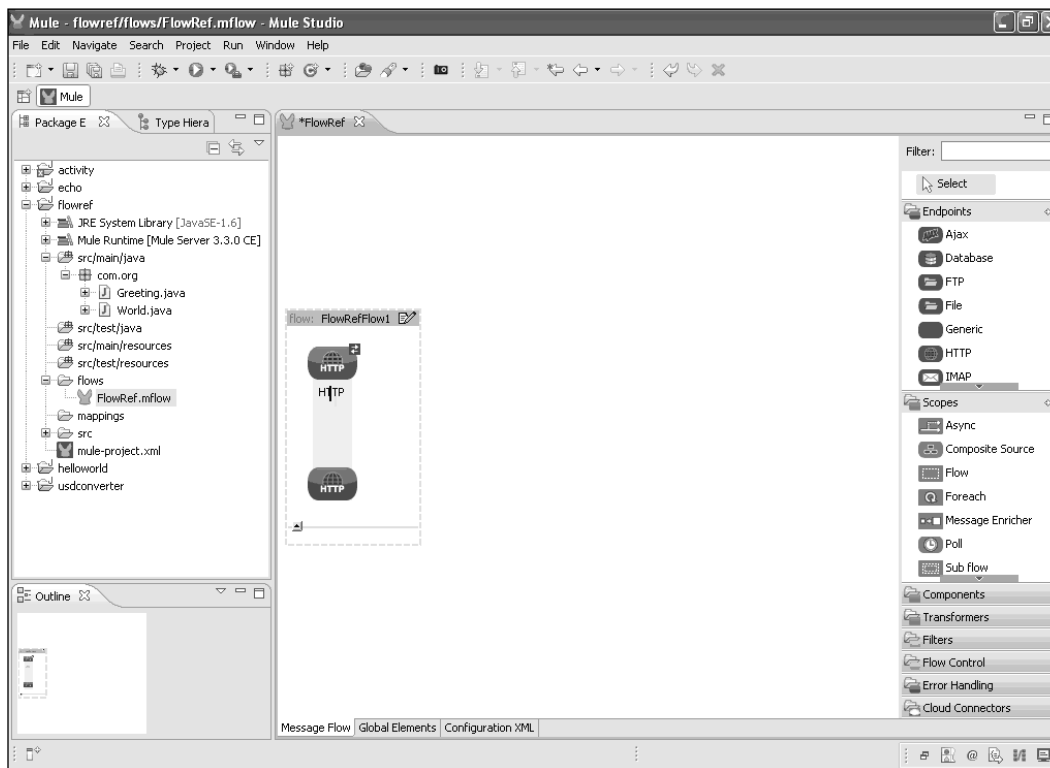 Mule - flowref/flows/FlowRef.mflow - Mule Studio
File Edit Navigate Search Project Run Window Help
Mule
Package E
Type Hiera
activity
echo
flowref
JRE System Library [JavaSE-1.6]
Mule Runtime [Mule Server 3.3.0 CE]
src/main/java
com.org
Greeting.java
World.java
src/test/java
src/main/resources
src/test/resources
flows
FlowRef.mflow
mappings
src
mule-project.xml
helloworld
usdconverter
Outline
*FlowRef
flow: FlowRefFlow1
HTTP
HTTP
HTTP
Message Flow Global Elements Configuration XML
Filter:
Select
Endpoints
Ajax
Database
FTP
File
Generic
HTTP
IMAP
Scopes
Async
Composite Source
Flow
Foreach
Message Enricher
Poll
Sub flow
Components
Transformers
Filters
Flow Control
Error Handling
Cloud Connectors